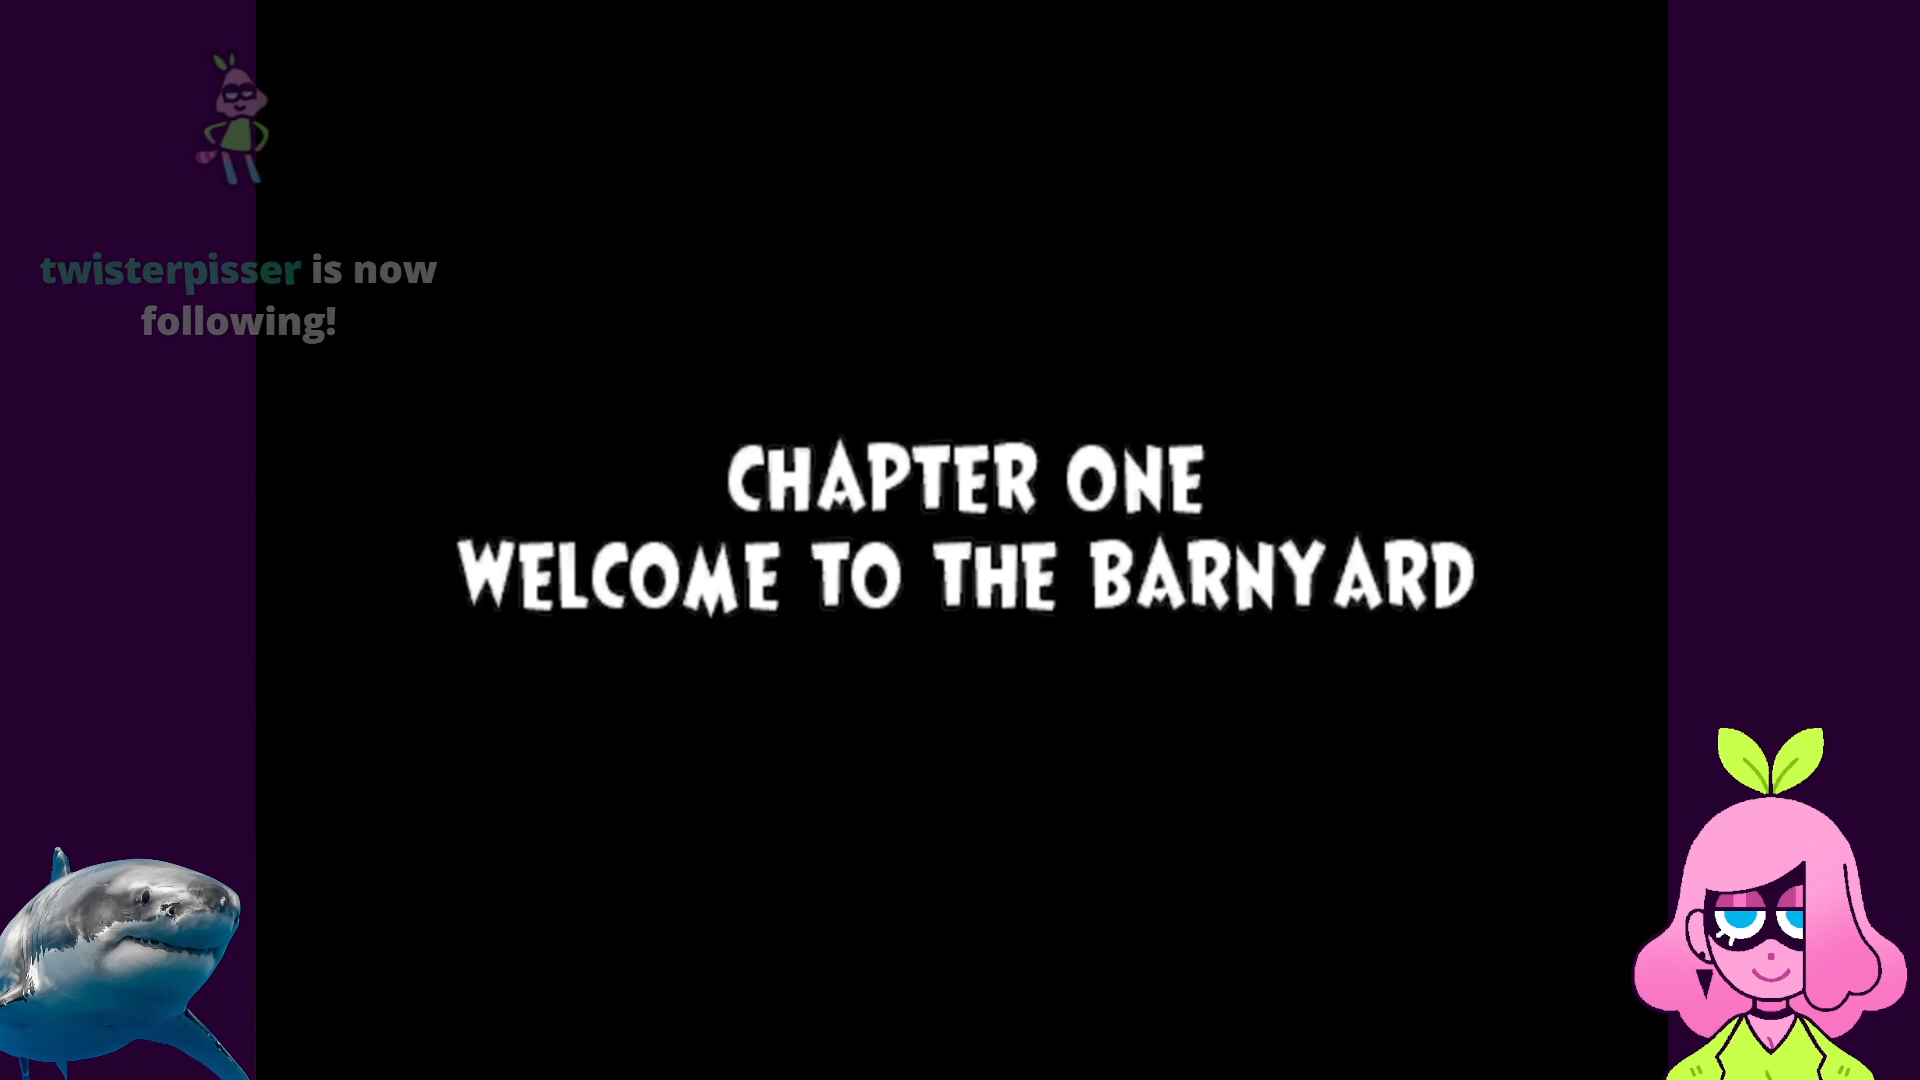 twisterpisser is now
following!
CHAPTER ONE
WELCOME TO THE BARNYARD